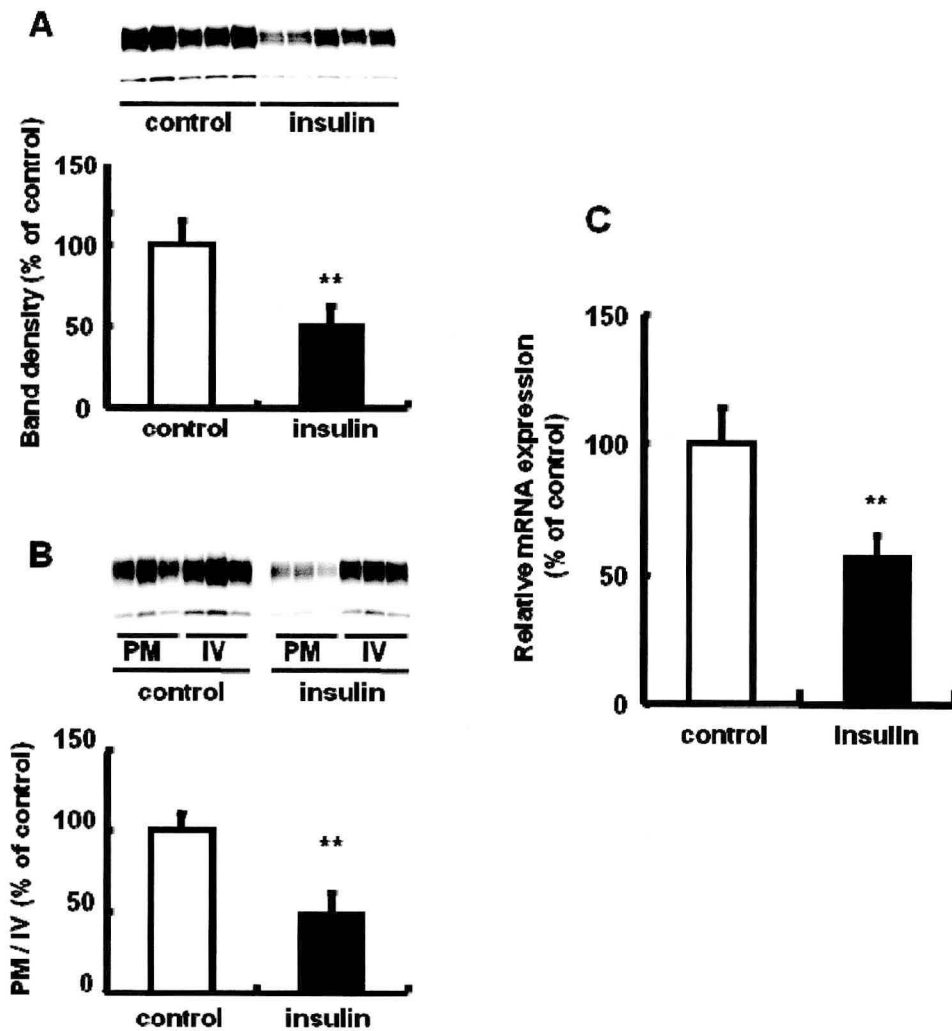 A
control insulin
Band density (% of control)
150
100
50
0
**
control insulin
B
PM IV PM IV
control insulin
PM / IV (% of control)
150
100
50
0
**
control insulin
C
Relative mRNA expression
(% of control)
150
100
50
0
**
control insulin